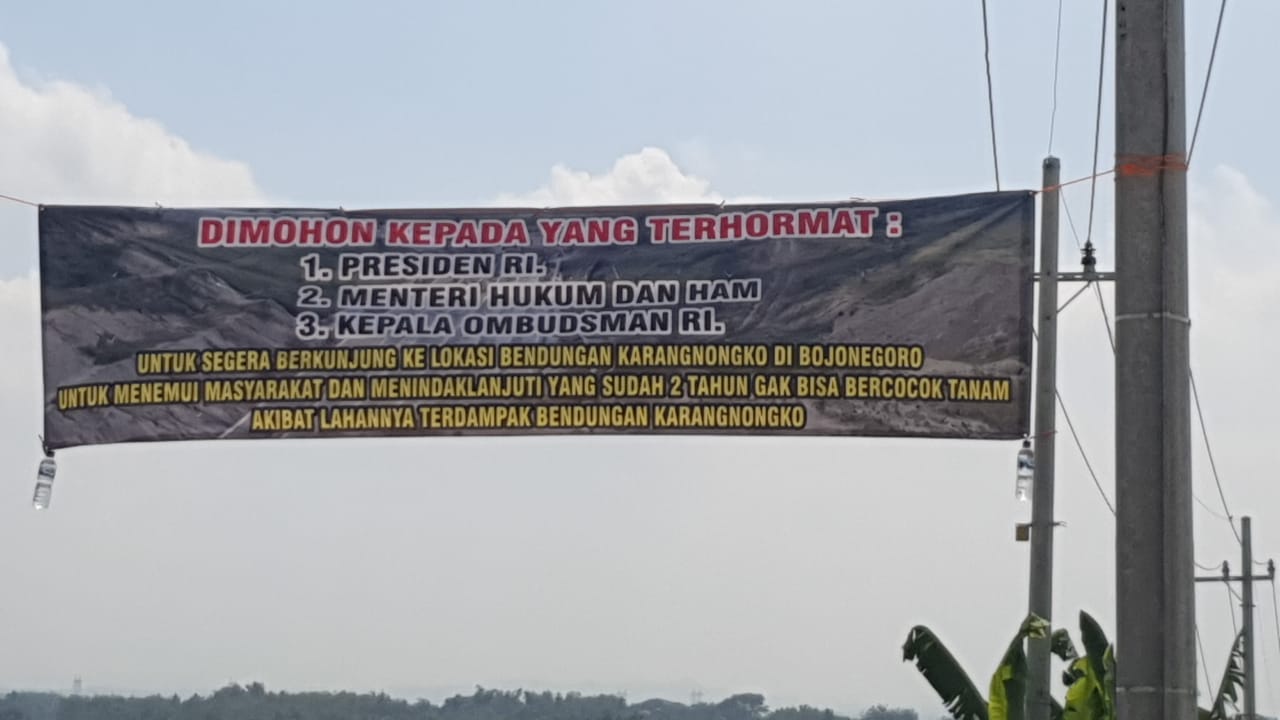 DIMOHON KEPADA YANG TERHORMAT :
1. PRESIDEN RI.
2. MENTERI HUKUM DAN HAM
3. KEPALA OMBUDSMAN RI.
UNTUK SEGERA BERKUNJUNG KE LOKASI BENDUNGAN KARANGNONGKO DI BOJONEGORO
UNTUK MENEMUI MASYARAKAT DAN MENINDAKLANJUTI YANG SUDAH 2 TAHUN GAK BISA BERCOCOK TANAM
AKIBAT LAHANNYA TERDAMPAK BENDUNGAN KARANGNONGKO